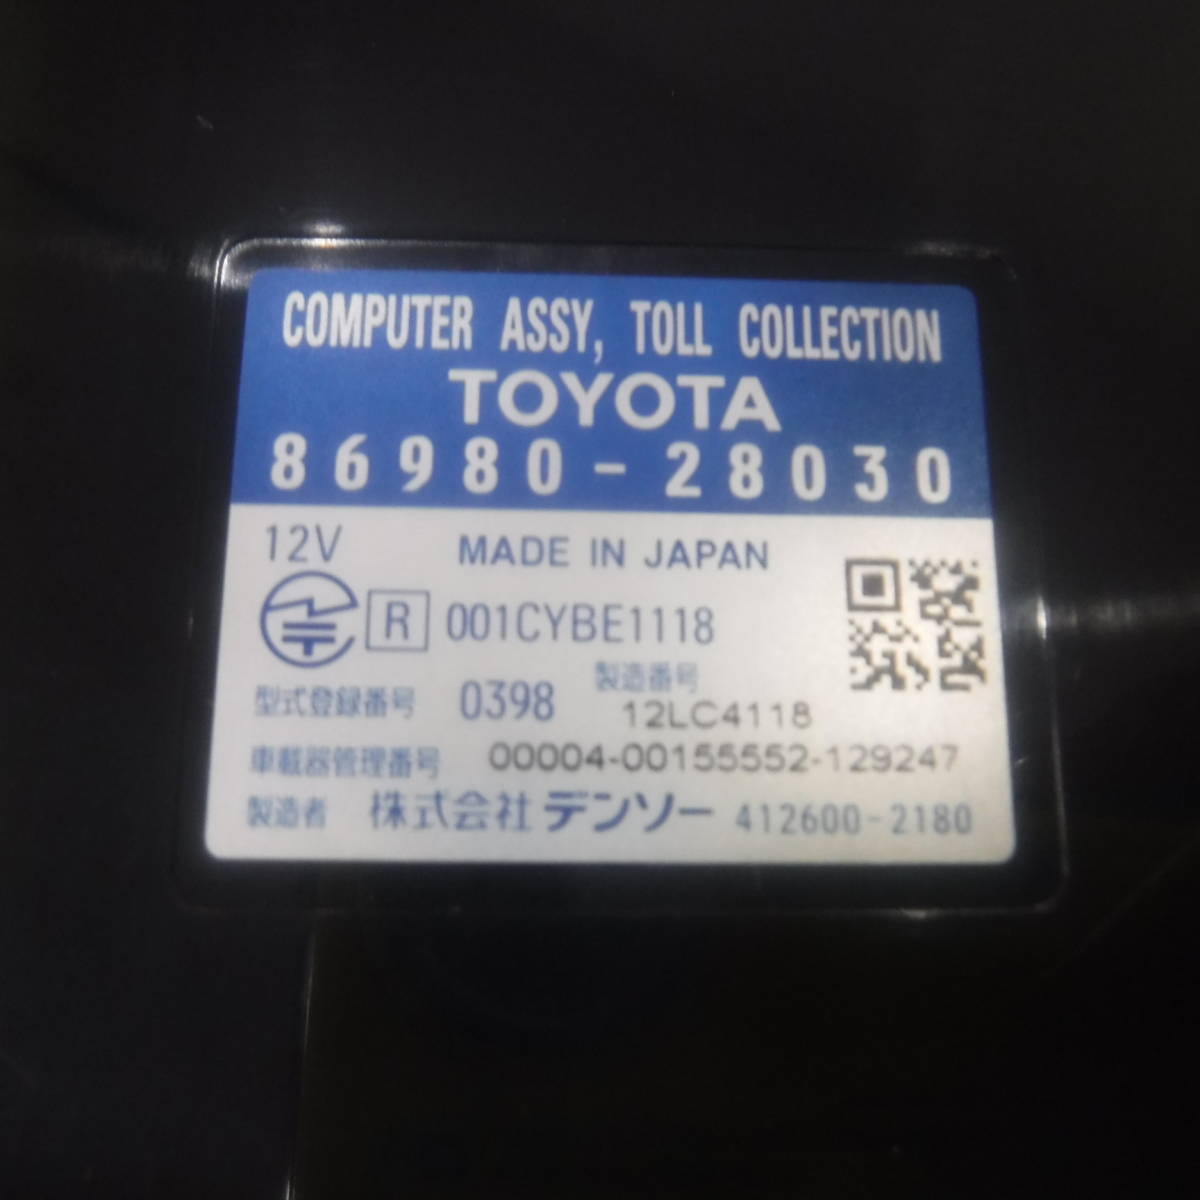 COMPUTER ASSY, TOLL COLLECTION
TOYOTA
86980-28030
12V MADE IN JAPAN
R 001CYBE1118
型式登録番号 0398 製造番号 12LC4118
車載器管理番号 00004-00155552-129247
製造者 株式会社デンソー 412600-2180